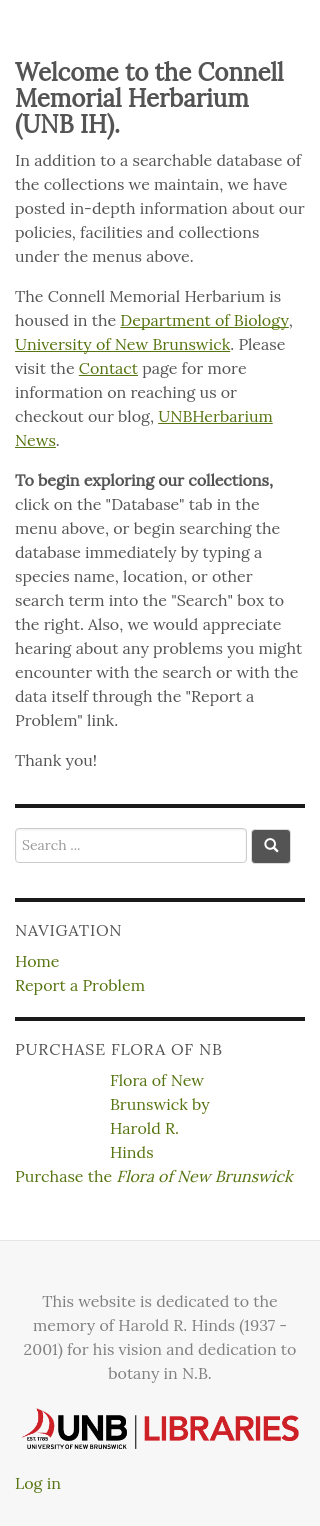 Welcome to the Connell
Memorial Herbarium
(UNB IH).
In addition to a searchable database of
the collections we maintain, we have
posted in-depth information about our
policies, facilities and collections
under the menus above.
The Connell Memorial Herbarium is
housed in the Department of Biology,
University of New Brunswick. Please
visit the Contact page for more
information on reaching us or
checkout our blog, UNBHerbarium
News.
To begin exploring our collections,
click on the "Database" tab in the
menu above, or begin searching the
database immediately by typing a
species name, location, or other
search term into the "Search" box to
the right. Also, we would appreciate
hearing about any problems you might
encounter with the search or with the
data itself through the "Report a
Problem" link.
Thank you!
Search ...
NAVIGATION
Home
Report a Problem
PURCHASE FLORA OF NB
Flora of New
Brunswick by
Harold R.
Hinds
Purchase the Flora of New Brunswick
This website is dedicated to the
memory of Harold R. Hinds (1937 -
2001) for his vision and dedication to
botany in N.B.
EST. 1785 UNB LIBRARIES
UNIVERSITY OF NEW BRUNSWICK
Log in